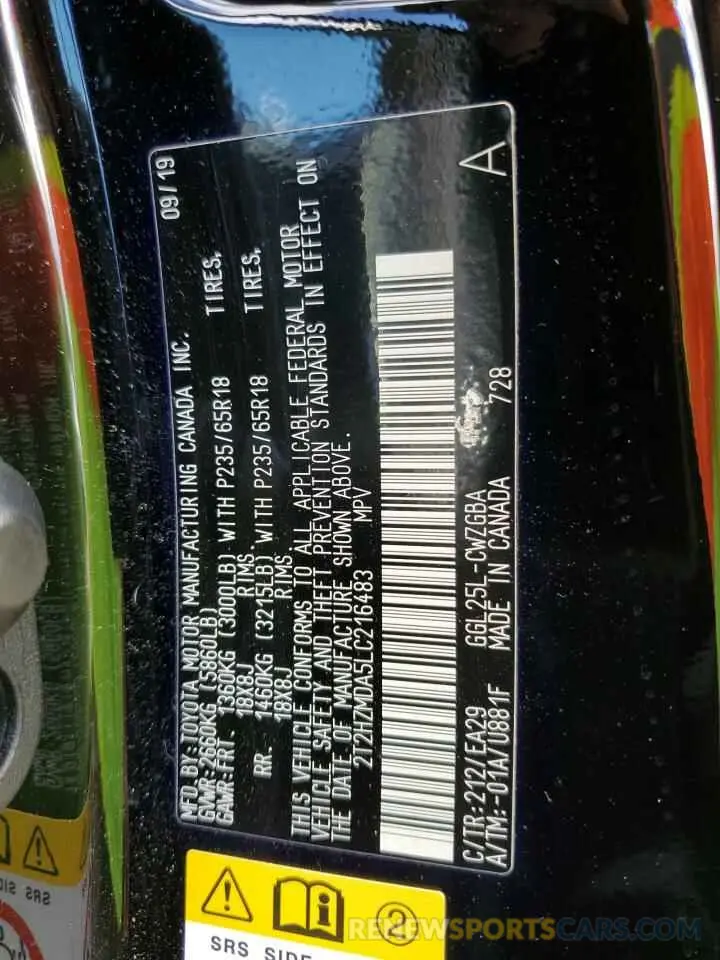 MFD. BY: TOYOTA MOTOR MANUFACTURING CANADA INC. 09/19
GVWR: 2660KG (5860LB)
GAWR: FRT. 1360KG (3000LB) WITH P235/65R18 TIRES,
18X8J RIMS,
RR. 1460KG (3215LB) WITH P235/65R18 TIRES,
18X8J RIMS.
THIS VEHICLE CONFORMS TO ALL APPLICABLE FEDERAL MOTOR
VEHICLE SAFETY AND THEFT PREVENTION STANDARDS IN EFFECT ON
THE DATE OF MANUFACTURE SHOWN ABOVE.
2T2HZMDA5LC216483 MPV
A
C/TR:212/EA29 GGL25L-CWZGBA
A/TM:-01A/U881F MADE IN CANADA 728
2
SRS SIDE
SRS SID
RENEWSPORTSCARS.COM